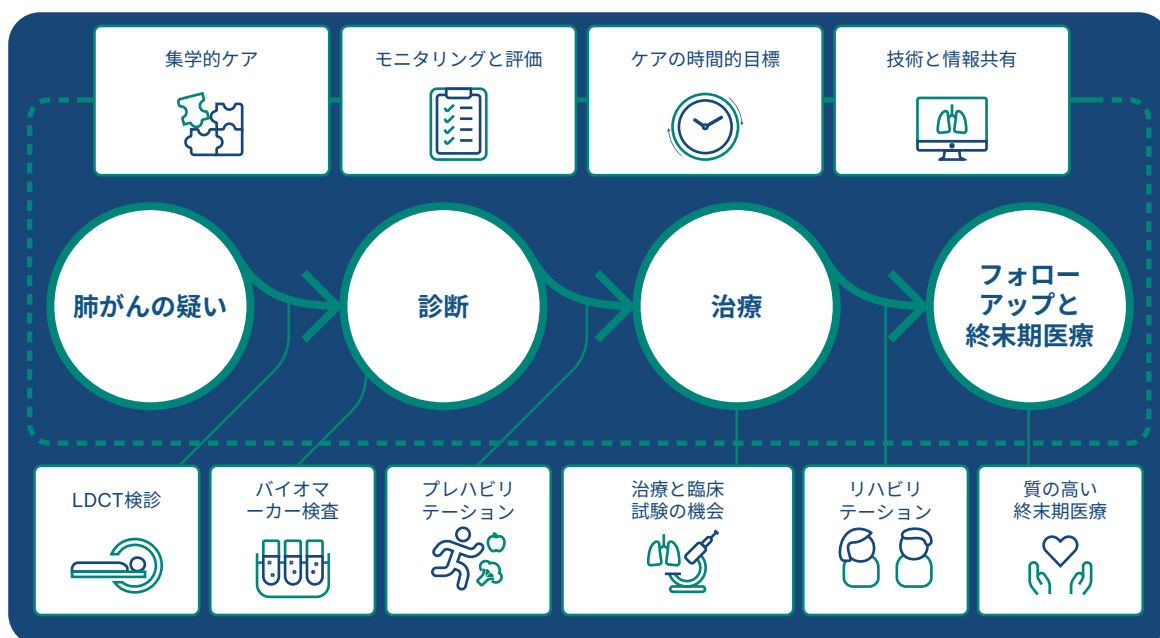 集学的ケア
モニタリングと評価
ケアの時間的目標
技術と情報共有
肺がんの疑い
診断
治療
フォロー
アップと
終末期医療
LDCT検診
バイオマ
ーカー検査
プレハビリ
テーション
治療と臨床
試験の機会
リハビリ
テーション
質の高い
終末期医療